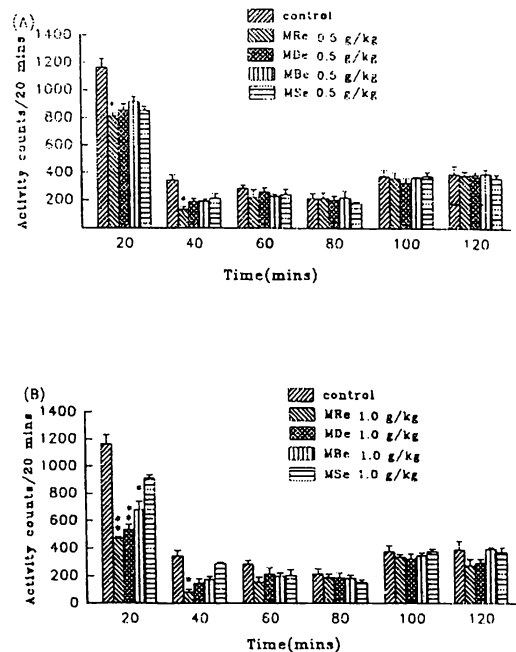 (A)
control
MRe 0.5 g/kg
MDe 0.5 g/kg
MBe 0.5 g/kg
MSe 0.5 g/kg
Activity counts/20 mins
1400
1200
1000
800
600
400
200
*
*
20 40 60 80 100 120
Time(mins)
(B)
control
MRe 1.0 g/kg
MDe 1.0 g/kg
MBe 1.0 g/kg
MSe 1.0 g/kg
Activity counts/20 mins
1400
1200
1000
800
600
400
200
0
** ** *
*
20 40 60 80 100 120
Time(mins)